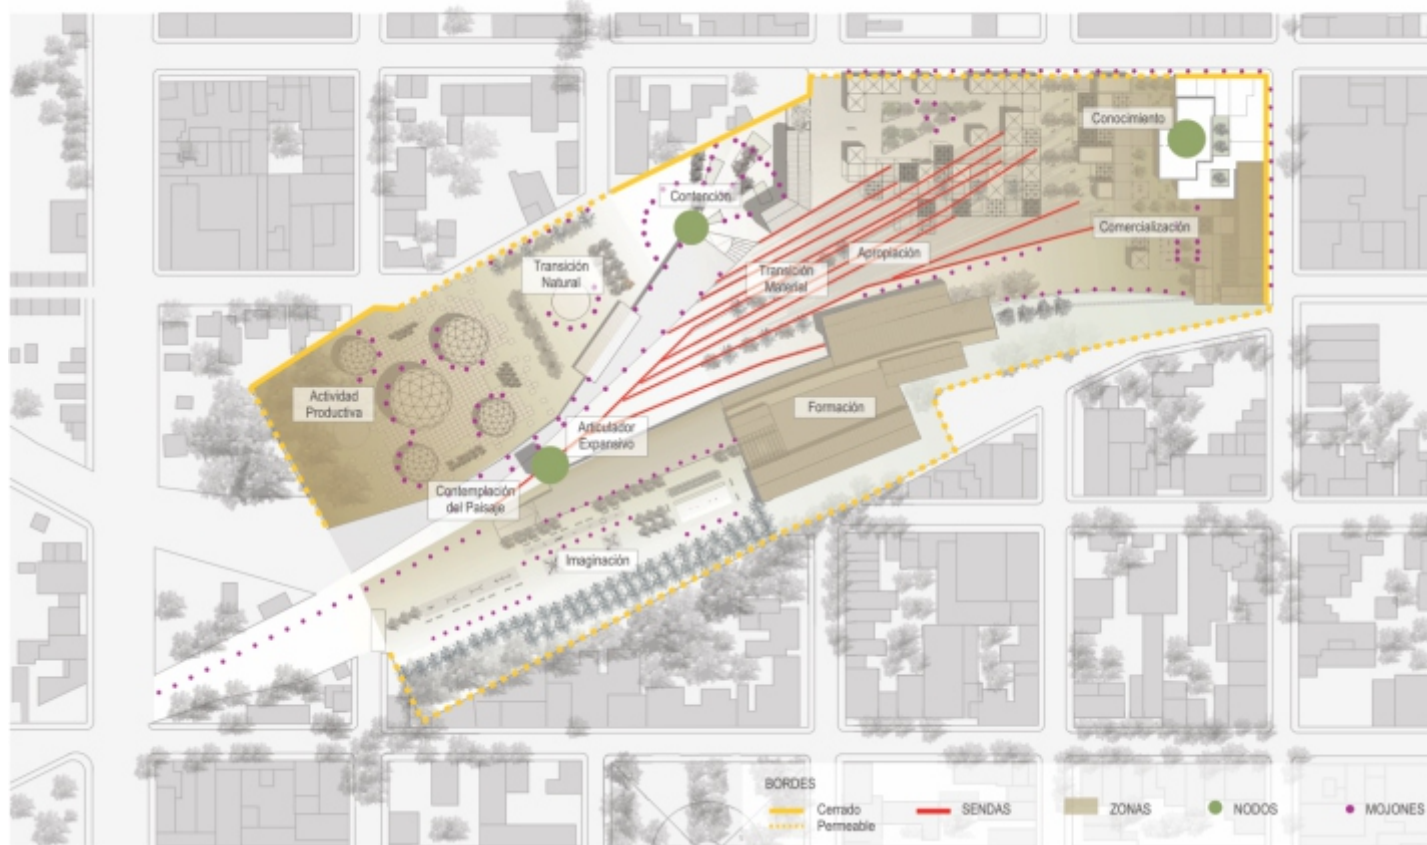 Conocimiento
Contención
Comercialización
Apropiación
Transición
Natural
Transición
Material
Actividad
Productiva
Formación
Articulador
Expansivo
Contemplación
del Paisaje
Imaginación
BORDES
Cerrado
Permeable
SENDAS
ZONAS
NODOS
MOJONES